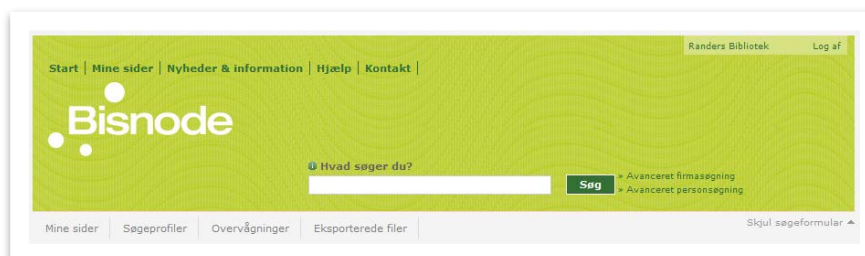 Randers Bibliotek Log af
Start | Mine sider | Nyheder & information | Hjælp | Kontakt |
Bisnode
Hvad søger du?
Søg
» Avanceret firmasøgning
» Avanceret personsøgning
Mine sider Søgeprofiler Overvågninger Eksporterede filer Skjul søgeformular